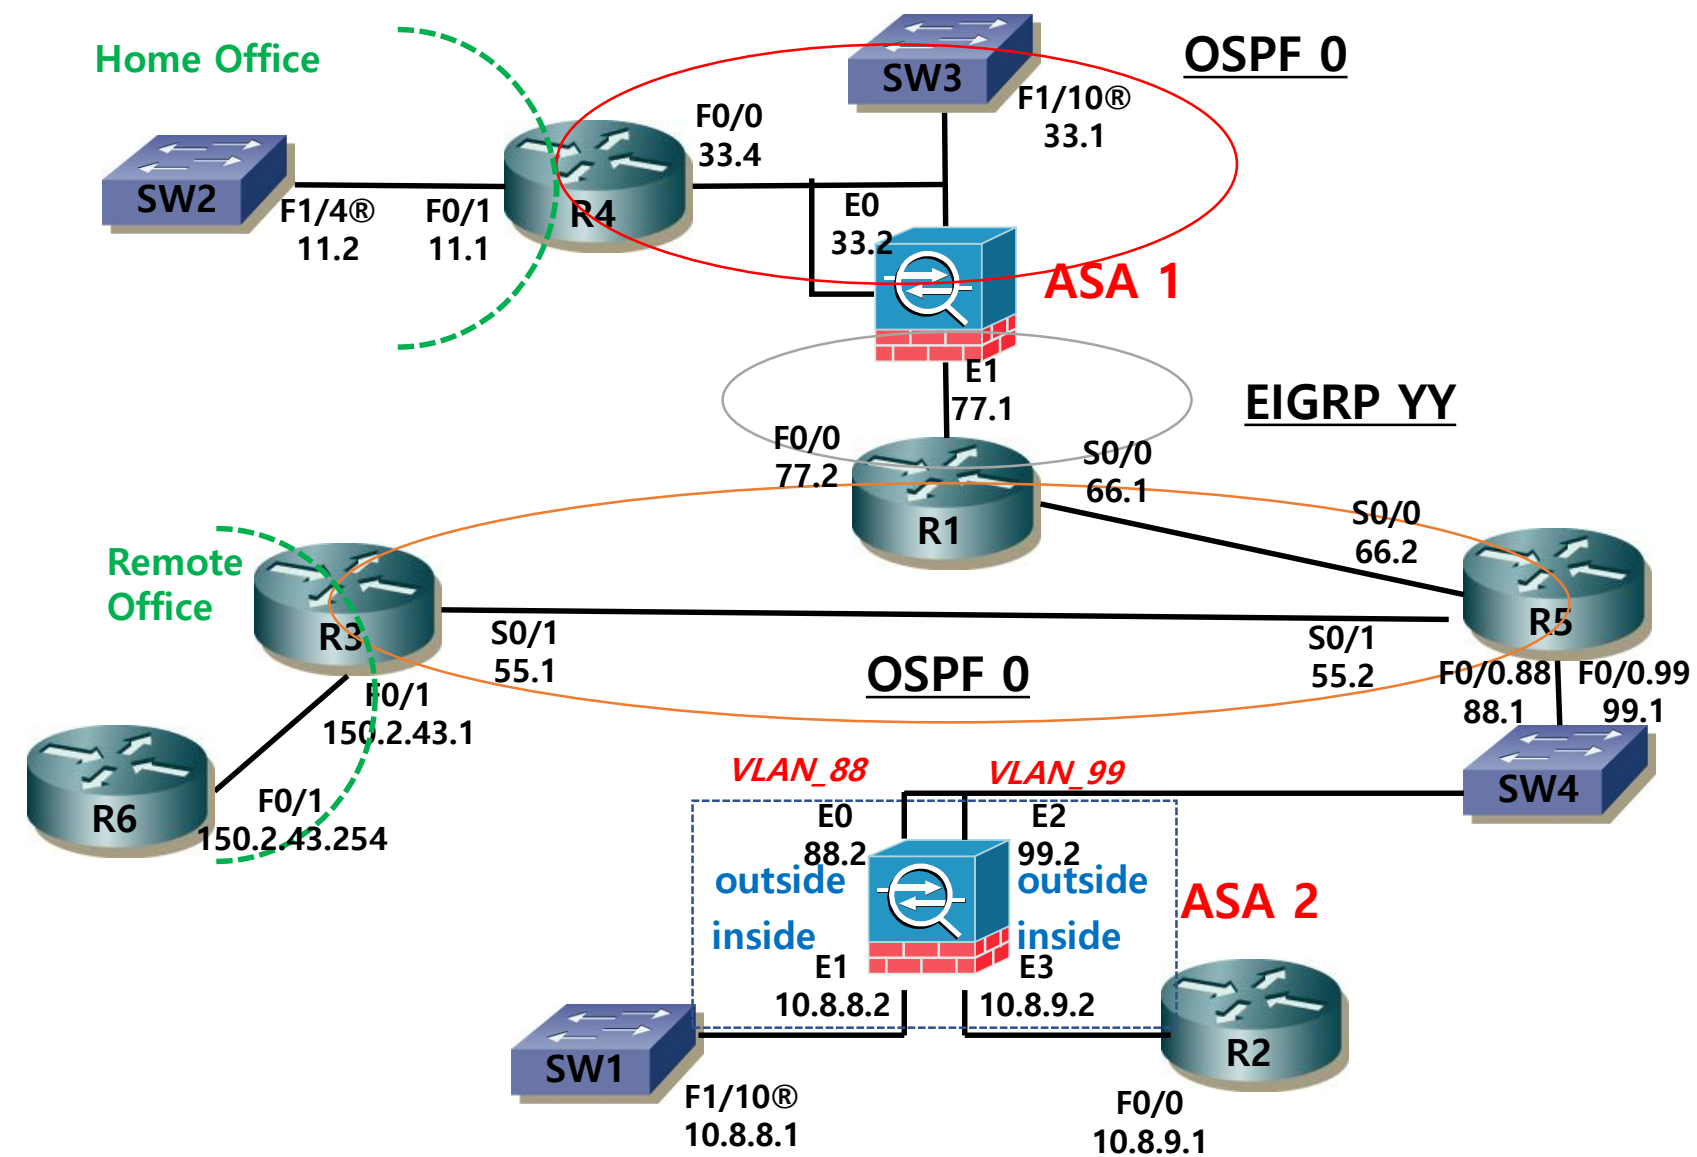 Home Office
SW3
OSPF 0
F1/10®
33.1
F0/0
33.4
SW2
F1/4®
11.2
F0/1
11.1
R4
E0
33.2
ASA 1
E1
77.1
EIGRP YY
F0/0
77.2
S0/0
66.1
R1
S0/0
66.2
Remote
Office
R3
S0/1
55.1
S0/1
55.2
R5
OSPF 0
F0/0.88
88.1
F0/0.99
99.1
F0/1
150.2.43.1
R6
F0/1
150.2.43.254
VLAN_88
VLAN_99
SW4
E0
88.2
E2
99.2
outside
outside
ASA 2
inside
inside
E1
10.8.8.2
E3
10.8.9.2
SW1
F1/10®
10.8.8.1
R2
F0/0
10.8.9.1